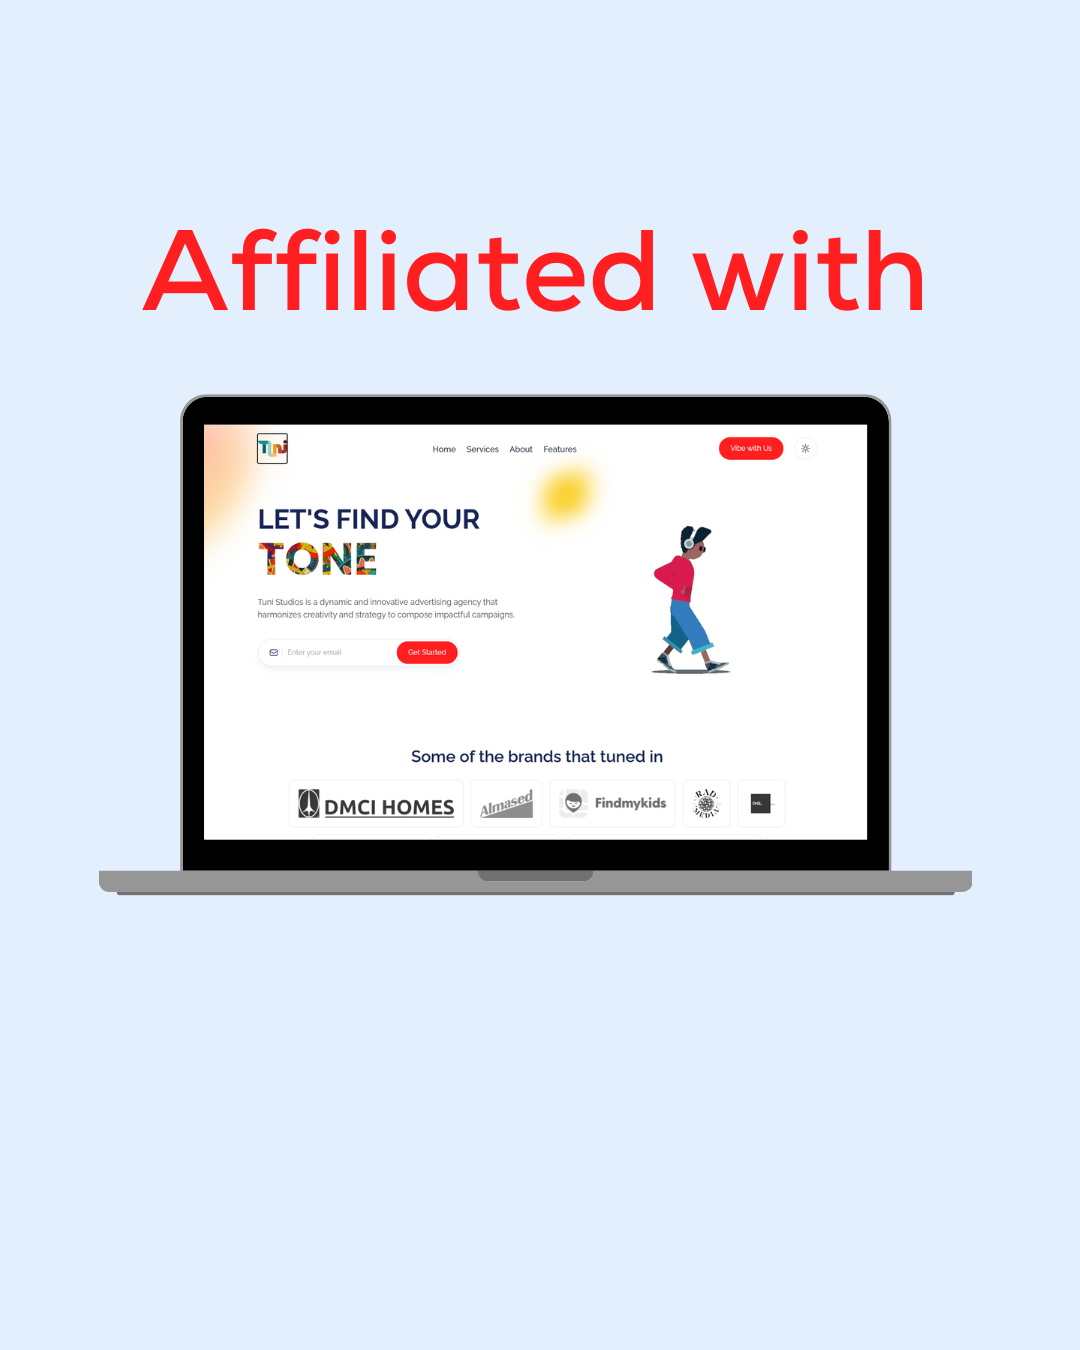 Affiliated with
Tuni
Home Services About Features
Vibe with Us
LET'S FIND YOUR
TONE
Tuni Studios is a dynamic and innovative advertising agency that
harmonizes creativity and strategy to compose impactful campaigns.
Enter your email
Get Started
Some of the brands that tuned in
DMCI HOMES
Almased
Findmykids
RAD
MEDIA